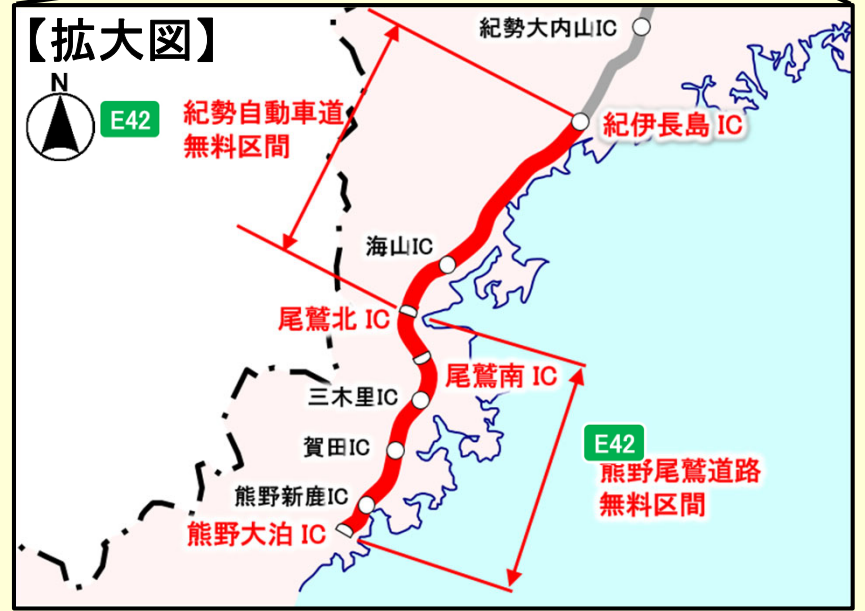 【拡大図】
紀勢大内山IC
N
E42
紀勢自動車道
無料区間
紀伊長島 IC
海山IC
尾鷲北 IC
尾鷲南 IC
三木里IC
賀田IC
E42
熊野尾鷲道路
無料区間
熊野新鹿IC
熊野大泊 IC